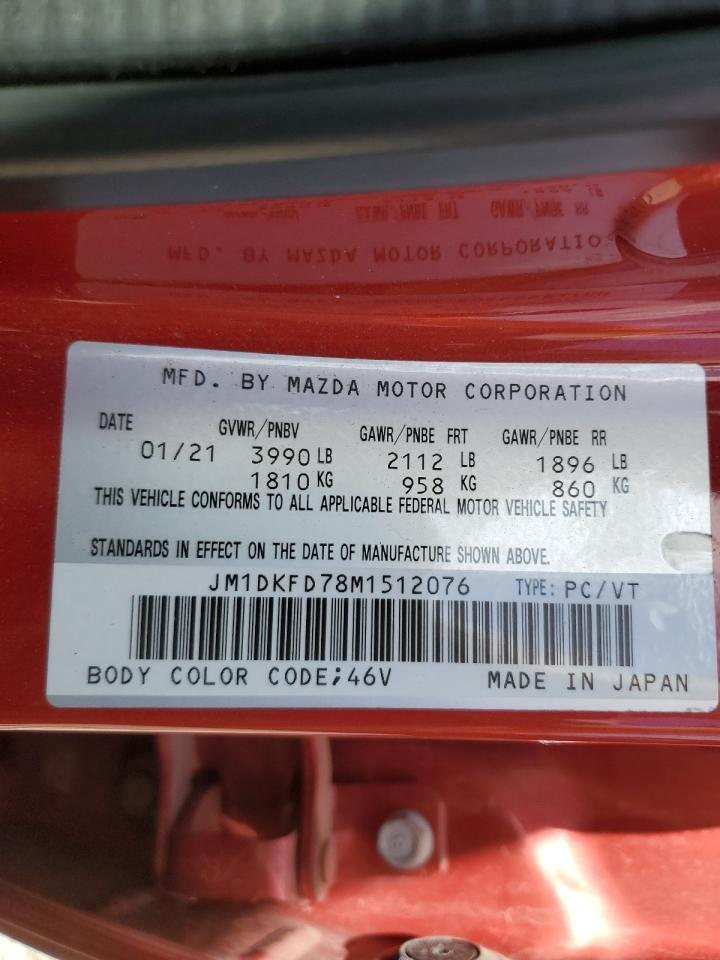 MFD. BY MAZDA MOTOR CORPORATION
DATE GVWR/PNBV GAWR/PNBE FRT GAWR/PNBE RR
01/21 3990 LB 2112 LB 1896 LB
1810 KG 958 KG 860 KG
THIS VEHICLE CONFORMS TO ALL APPLICABLE FEDERAL MOTOR VEHICLE SAFETY
STANDARDS IN EFFECT ON THE DATE OF MANUFACTURE SHOWN ABOVE.
JM1DKFD78M1512076 TYPE: PC/VT
BODY COLOR CODE;46V MADE IN JAPAN